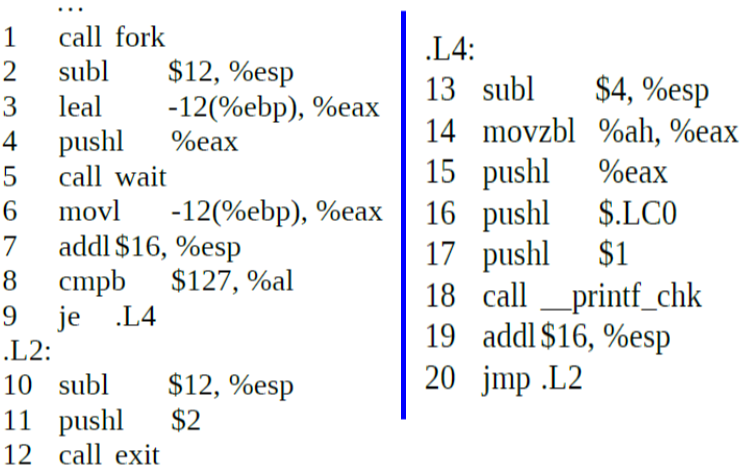 ...
1 call fork
2 subl $12, %esp
3 leal -12(%ebp), %eax
4 pushl %eax
5 call wait
6 movl -12(%ebp), %eax
7 addl $16, %esp
8 cmpb $127, %al
9 je .L4
.L2:
10 subl $12, %esp
11 pushl $2
12 call exit
.L4:
13 subl $4, %esp
14 movzbl %ah, %eax
15 pushl %eax
16 pushl $.LC0
17 pushl $1
18 call __printf_chk
19 addl $16, %esp
20 jmp .L2